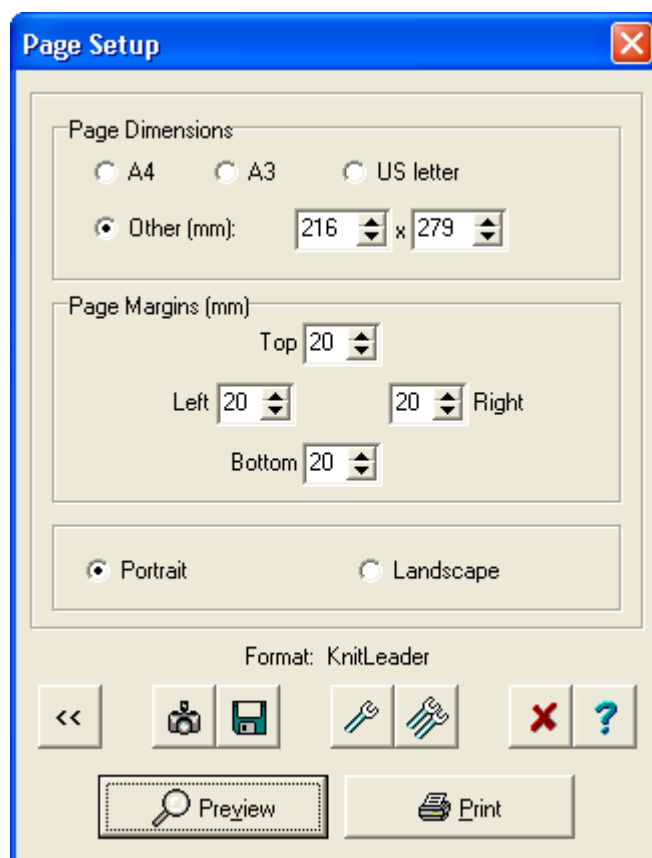 Page Setup
Page Dimensions
A4 A3 US letter
Other (mm): 216 x 279
Page Margins (mm)
Top 20
Left 20 20 Right
Bottom 20
Portrait Landscape
Format: KnitLeader
<< ?
Preview Print